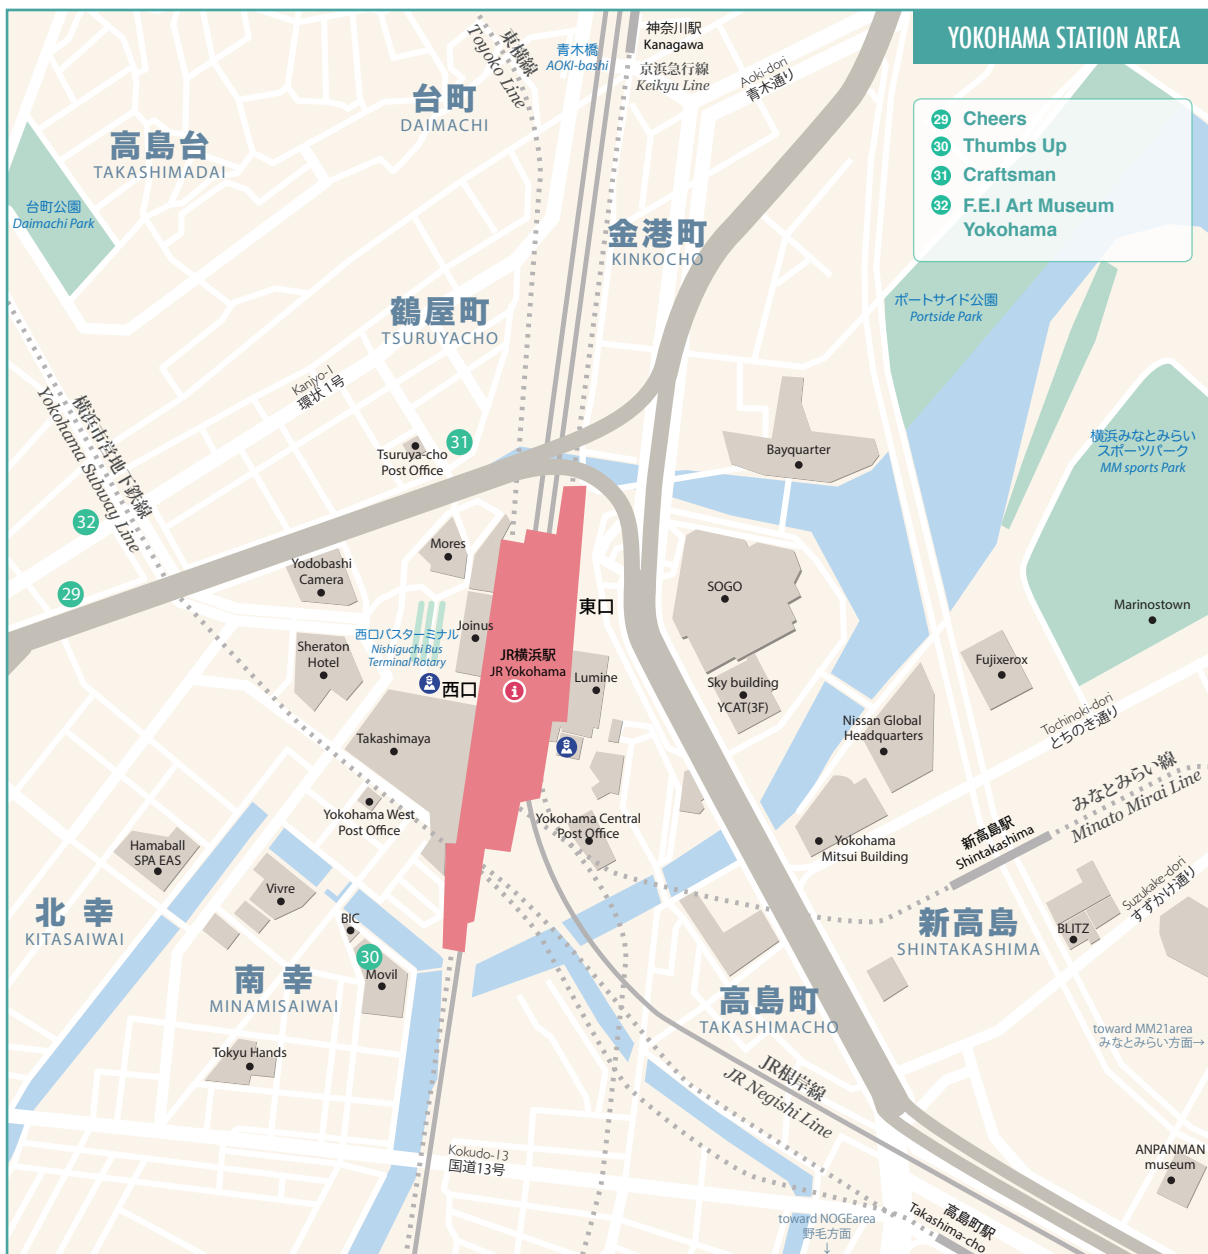 YOKOHAMA STATION AREA
29 Cheers
30 Thumbs Up
31 Craftsman
32 F.E.I Art Museum
Yokohama
神奈川駅
Kanagawa
京浜急行線
Keikyu Line
青木橋
AOKI-bashi
東横線
Toyoko Line
Aoki-dori
青木通り
台町
DAIMACHI
高島台
TAKASHIMADAI
台町公園
Daimachi Park
金港町
KINKOCHO
鶴屋町
TSURUYACHO
ポートサイド公園
Portside Park
Kanjyo-1
環状1号
横浜市営地下鉄線
Yokohama Subway Line
31
Tsuruya-cho
Post Office
Bayquarter
横浜みなとみらい
スポーツパーク
MM sports Park
32
29
Mores
Yodobashi
Camera
SOGO
東口
Marinostown
Joinus
西口バスターミナル
Nishiguchi Bus
Terminal Rotary
Sheraton
Hotel
JR横浜駅
JR Yokohama
i
西口
Lumine
Sky building
YCAT(3F)
Fujixerox
Nissan Global
Headquarters
Tochinoki-dori
とちのき通り
Takashimaya
みなとみらい線
Minato Mirai Line
Yokohama West
Post Office
Yokohama Central
Post Office
Yokohama
Mitsui Building
新高島駅
Shintakashima
Hamaball
SPA EAS
Vivre
BIC
30
Movil
北幸
KITASAIWAI
南幸
MINAMISAIWAI
新高島
SHINTAKASHIMA
Suzukake-dori
すずかけ通り
BLITZ
高島町
TAKASHIMACHO
toward MM21area
みなとみらい方面→
Tokyu Hands
JR根岸線
JR Negishi Line
Kokudo-13
国道13号
ANPANMAN
museum
toward NOGEarea
野毛方面
↓
高島町駅
Takashima-cho